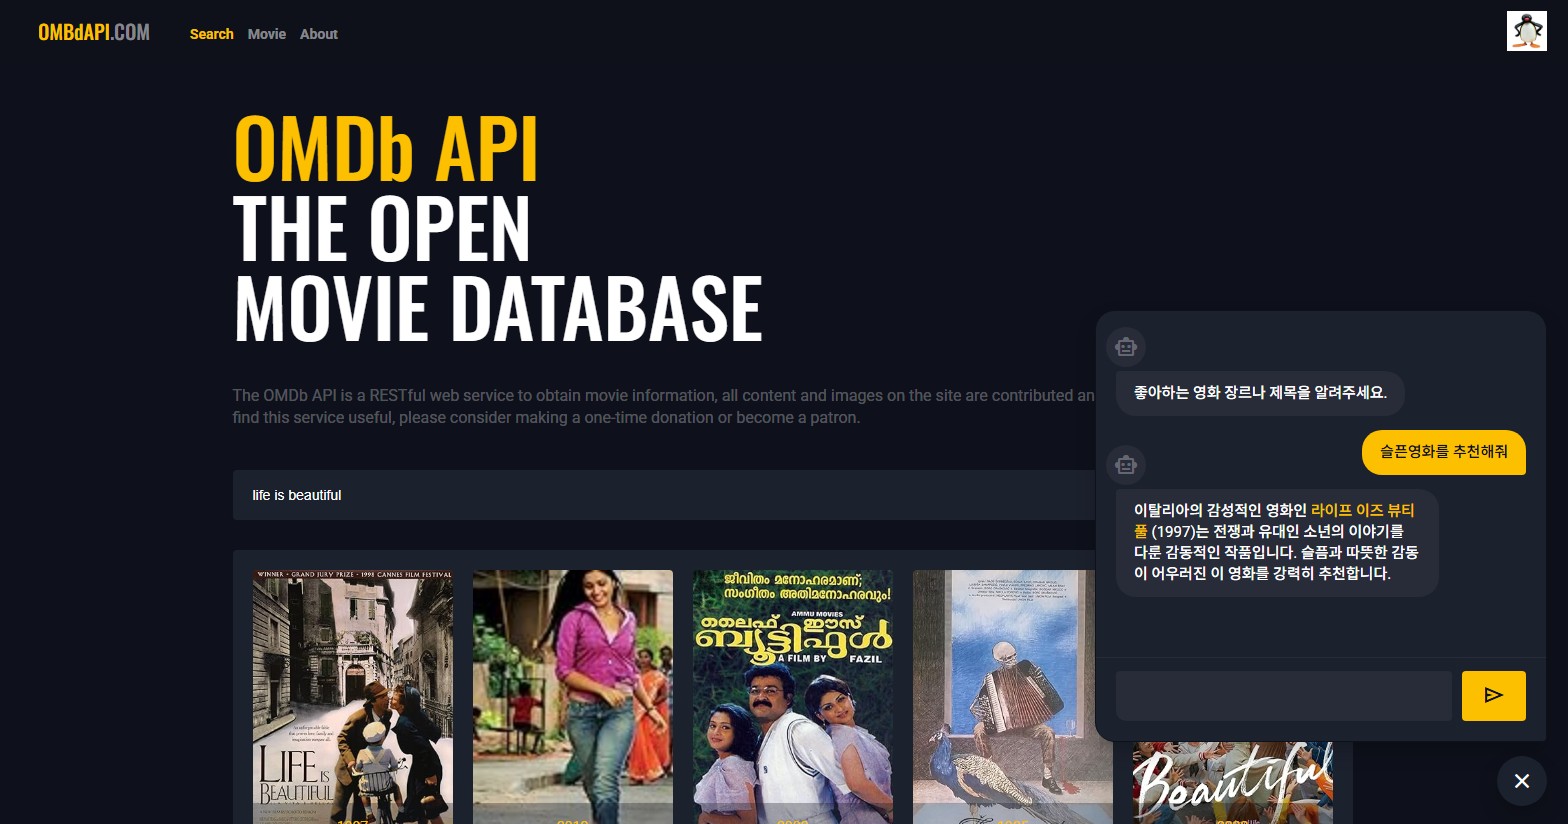 OMBdAPI.COM
Search Movie About
OMDb API
THE OPEN
MOVIE DATABASE
The OMDb API is a RESTful web service to obtain movie information, all content and images on the site are contributed an
find this service useful, please consider making a one-time donation or become a patron.
life is beautiful
좋아하는 영화 장르나 제목을 알려주세요.
슬픈영화를 추천해줘
이탈리아의 감성적인 영화인 라이프 이즈 뷰티
풀 (1997)는 전쟁과 유대인 소년의 이야기를
다룬 감동적인 작품입니다. 슬픔과 따뜻한 감동
이 어우러진 이 영화를 강력히 추천합니다.
WINNER • GRAND JURY PRIZE • 1998 CANNES FILM FESTIVAL
LIFE IS
BEAUTIFUL
ജീവിതം മനോഹരമാണ്;
സംഗീതം അതിമനോഹരവും!
AMMU MOVIES
ലൈഫ് ഈസ്
ബ്യൂട്ടിഫുൾ
A FILM BY FAZIL
Beautiful